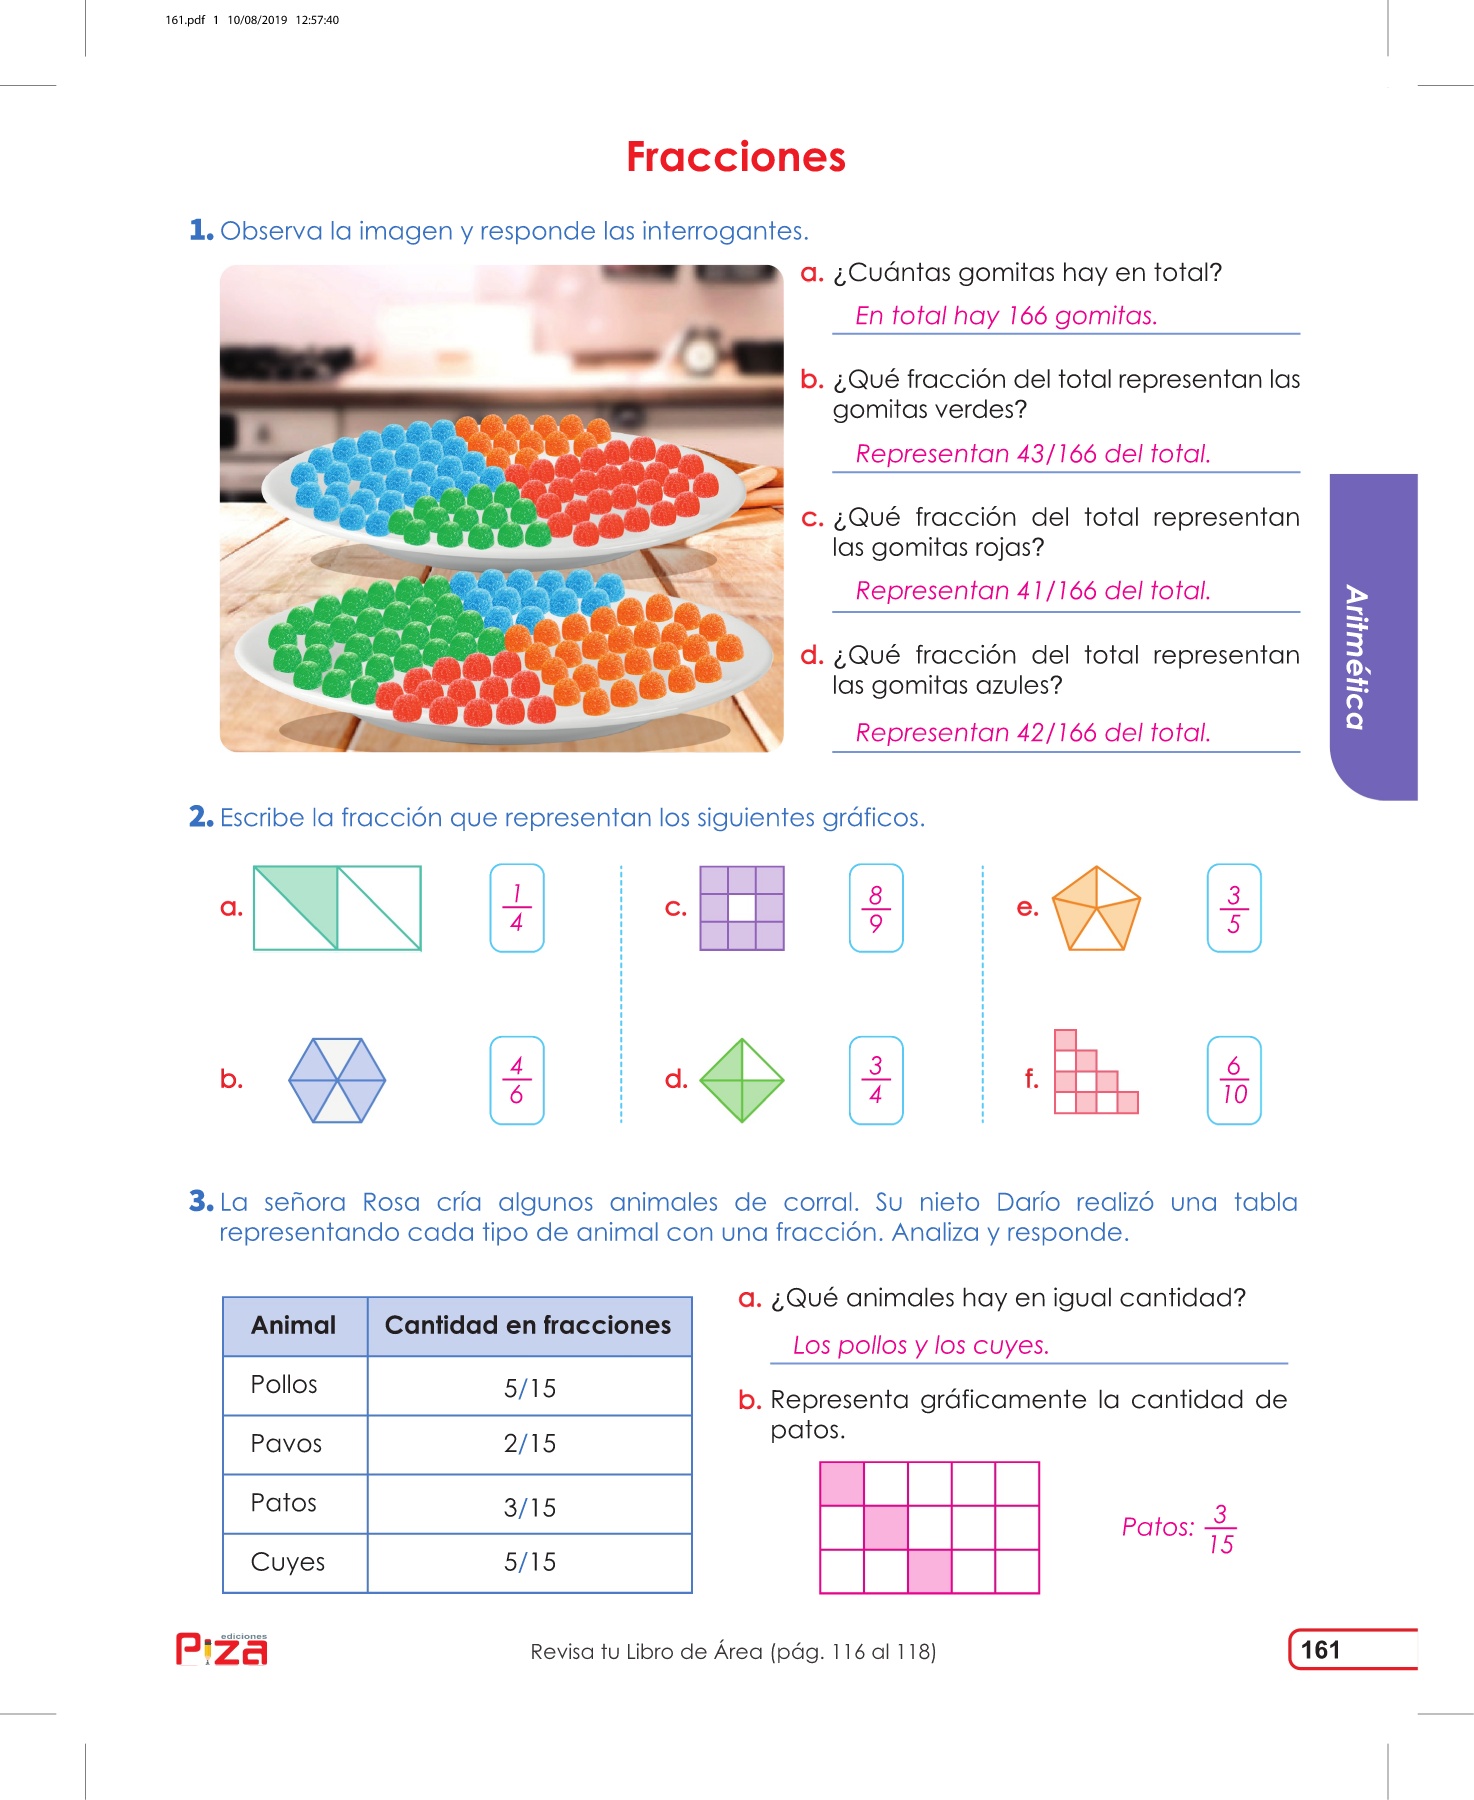 161.pdf 1 10/08/2019 12:57:40
Fracciones
1. Observa la imagen y responde las interrogantes.
a. ¿Cuántas gomitas hay en total?
En total hay 166 gomitas.
b. ¿Qué fracción del total representan las
gomitas verdes?
Representan 43/166 del total.
c. ¿Qué fracción del total representan
las gomitas rojas?
Representan 41/166 del total.
d. ¿Qué fracción del total representan
las gomitas azules?
Representan 42/166 del total.
Aritmética
2. Escribe la fracción que representan los siguientes gráficos.
a. 1/4
c. 8/9
e. 3/5
b. 4/6
d. 3/4
f. 6/10
3. La señora Rosa cría algunos animales de corral. Su nieto Darío realizó una tabla
representando cada tipo de animal con una fracción. Analiza y responde.
Animal Cantidad en fracciones
Pollos 5/15
Pavos 2/15
Patos 3/15
Cuyes 5/15
a. ¿Qué animales hay en igual cantidad?
Los pollos y los cuyes.
b. Representa gráficamente la cantidad de
patos.
Patos: 3/15
ediciones
Piza
Revisa tu Libro de Área (pág. 116 al 118)
161